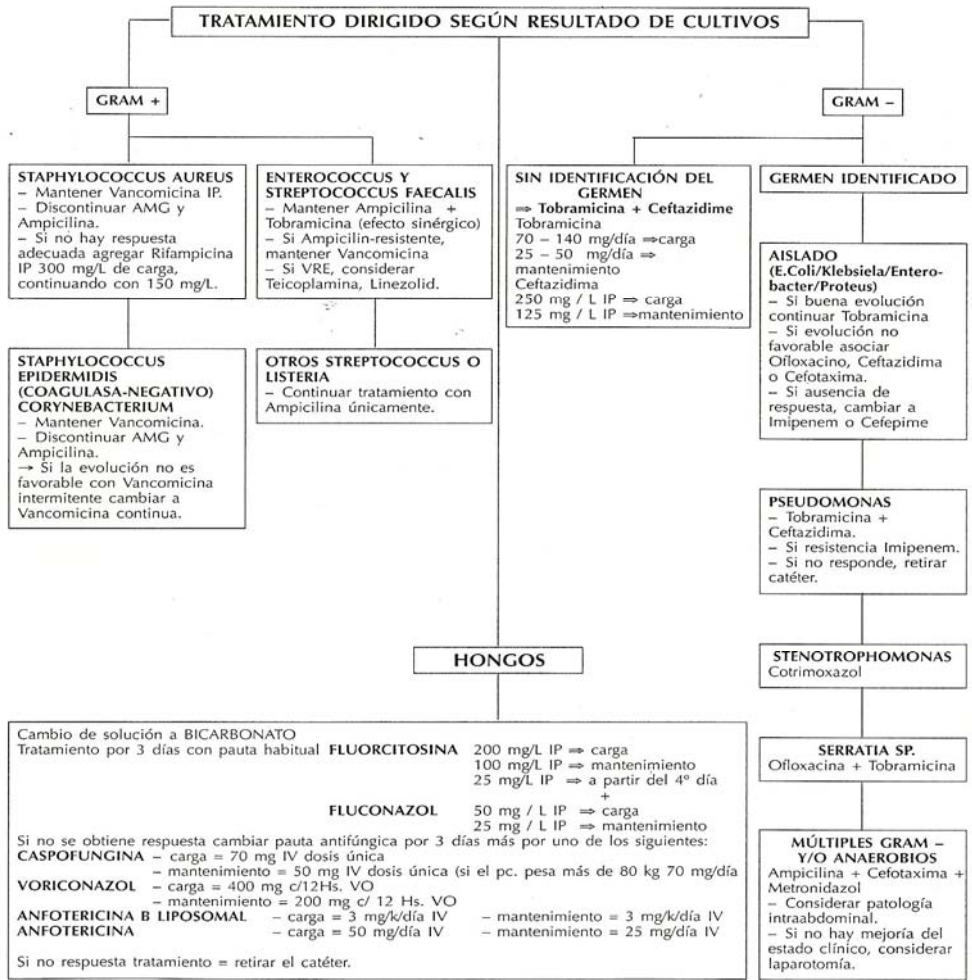 TRATAMIENTO DIRIGIDO SEGÚN RESULTADO DE CULTIVOS
GRAM +
STAPHYLOCOCCUS AUREUS
– Mantener Vancomicina IP.
– Discontinuar AMG y
Ampicilina.
– Si no hay respuesta
adecuada agregar Rifampicina
IP 300 mg/L de carga,
continuando con 150 mg/L.
STAPHYLOCOCCUS
EPIDERMIDIS
(COAGULASA-NEGATIVO)
CORYNEBACTERIUM
– Mantener Vancomicina.
– Discontinuar AMG y
Ampicilina.
→ Si la evolución no es
favorable con Vancomicina
intermitente cambiar a
Vancomicina continua.
ENTEROCOCCUS Y
STREPTOCOCCUS FAECALIS
– Mantener Ampicilina +
Tobramicina (efecto sinérgico)
– Si Ampicilin-resistente,
mantener Vancomicina
– Si VRE, considerar
Teicoplamina, Linezolid.
OTROS STREPTOCOCCUS O
LISTERIA
– Continuar tratamiento con
Ampicilina únicamente.
GRAM –
SIN IDENTIFICACIÓN DEL
GERMEN
⇒ Tobramicina + Ceftazidime
Tobramicina
70 – 140 mg/día ⇒carga
25 – 50 mg/día ⇒
mantenimiento
Ceftazidima
250 mg / L IP ⇒ carga
125 mg / L IP ⇒mantenimiento
GERMEN IDENTIFICADO
AISLADO
(E.Coli/Klebsiela/Entero-
bacter/Proteus)
– Si buena evolución
continuar Tobramicina
– Si evolución no
favorable asociar
Ofloxacino, Ceftazidima
o Cefotaxima.
– Si ausencia de
respuesta, cambiar a
Imipenem o Cefepime
PSEUDOMONAS
– Tobramicina +
Ceftazidima.
– Si resistencia Imipenem.
– Si no responde, retirar
catéter.
STENOTROPHOMONAS
Cotrimoxazol
SERRATIA SP.
Ofloxacina + Tobramicina
MÚLTIPLES GRAM –
Y/O ANAEROBIOS
Ampicilina + Cefotaxima +
Metronidazol
– Considerar patología
intraabdominal.
– Si no hay mejoría del
estado clínico, considerar
laparotomía.
HONGOS
Cambio de solución a BICARBONATO
Tratamiento por 3 días con pauta habitual FLUORCITOSINA 200 mg/L IP ⇒ carga
100 mg/L IP ⇒ mantenimiento
25 mg/L IP ⇒ a partir del 4º día
+
FLUCONAZOL 50 mg / L IP ⇒ carga
25 mg / L IP ⇒ mantenimiento
Si no se obtiene respuesta cambiar pauta antifúngica por 3 días más por uno de los siguientes:
CASPOFUNGINA – carga = 70 mg IV dosis única
– mantenimiento = 50 mg IV dosis única (si el pc. pesa más de 80 kg 70 mg/día
VORICONAZOL – carga = 400 mg c/12Hs. VO
– mantenimiento = 200 mg c/ 12 Hs. VO
ANFOTERICINA B LIPOSOMAL – carga = 3 mg/k/día IV – mantenimiento = 3 mg/k/día IV
ANFOTERICINA – carga = 50 mg/día IV – mantenimiento = 25 mg/día IV
Si no respuesta tratamiento = retirar el catéter.